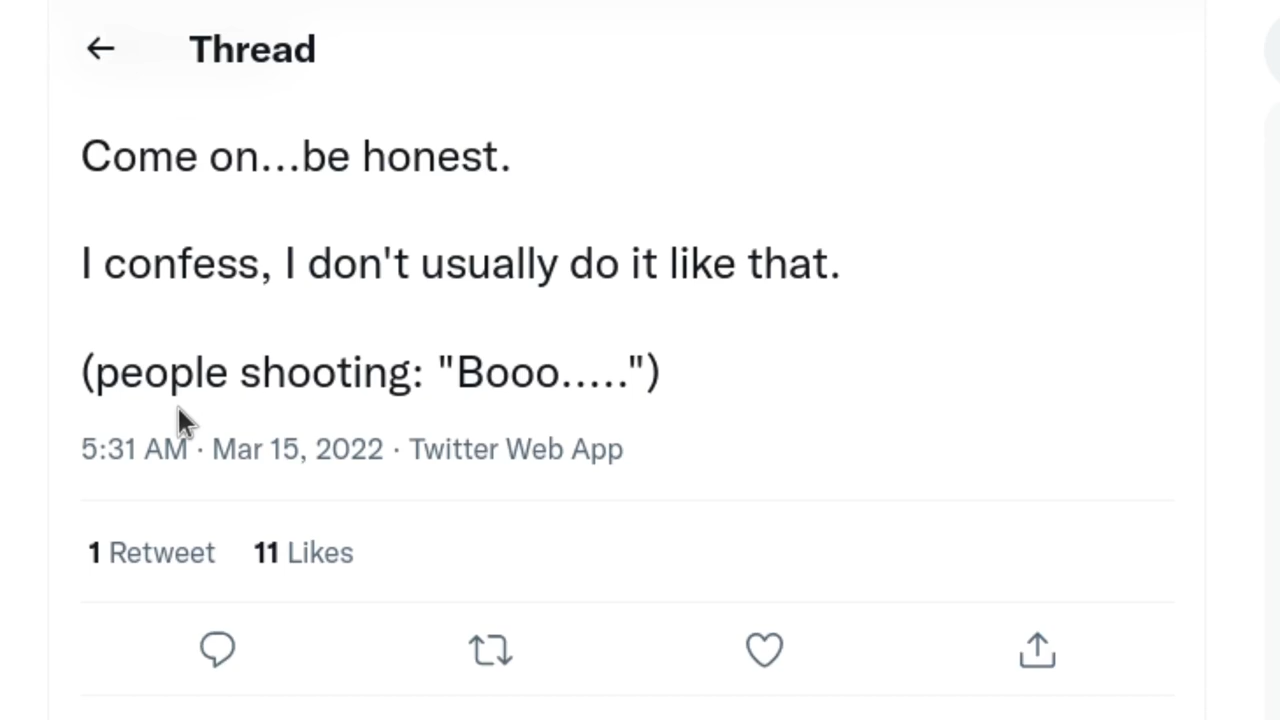 Thread
Come on...be honest.
I confess, I don't usually do it like that.
(people shooting: "Booo.....")
5:31 AM · Mar 15, 2022 · Twitter Web App
1 Retweet 11 Likes